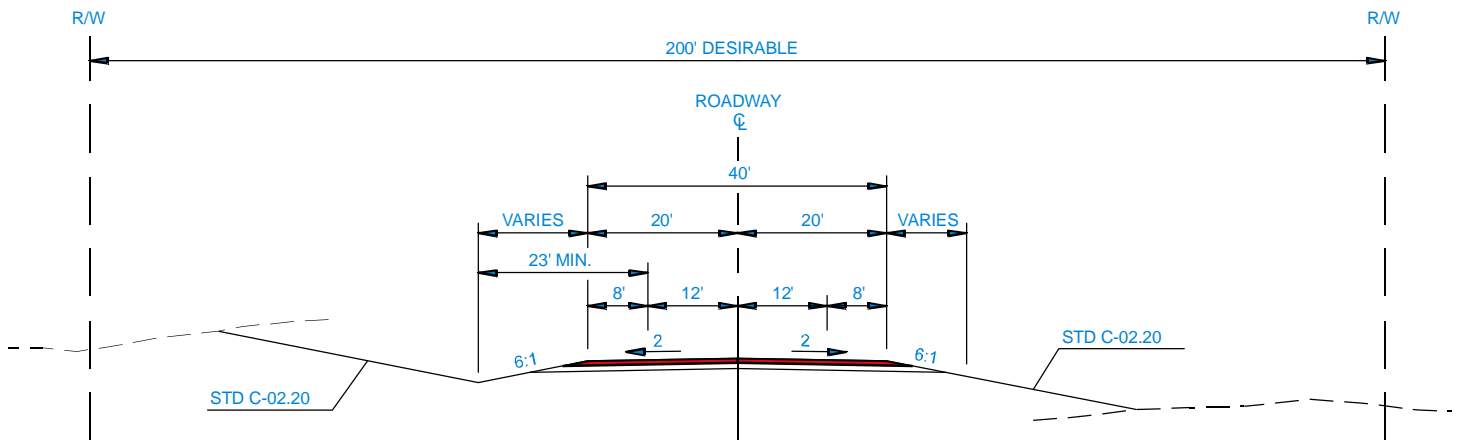 R/W
R/W
200' DESIRABLE
ROADWAY
℄
40'
VARIES
20'
20'
VARIES
23' MIN.
8'
12'
12'
8'
2
2
6:1
6:1
STD C-02.20
STD C-02.20